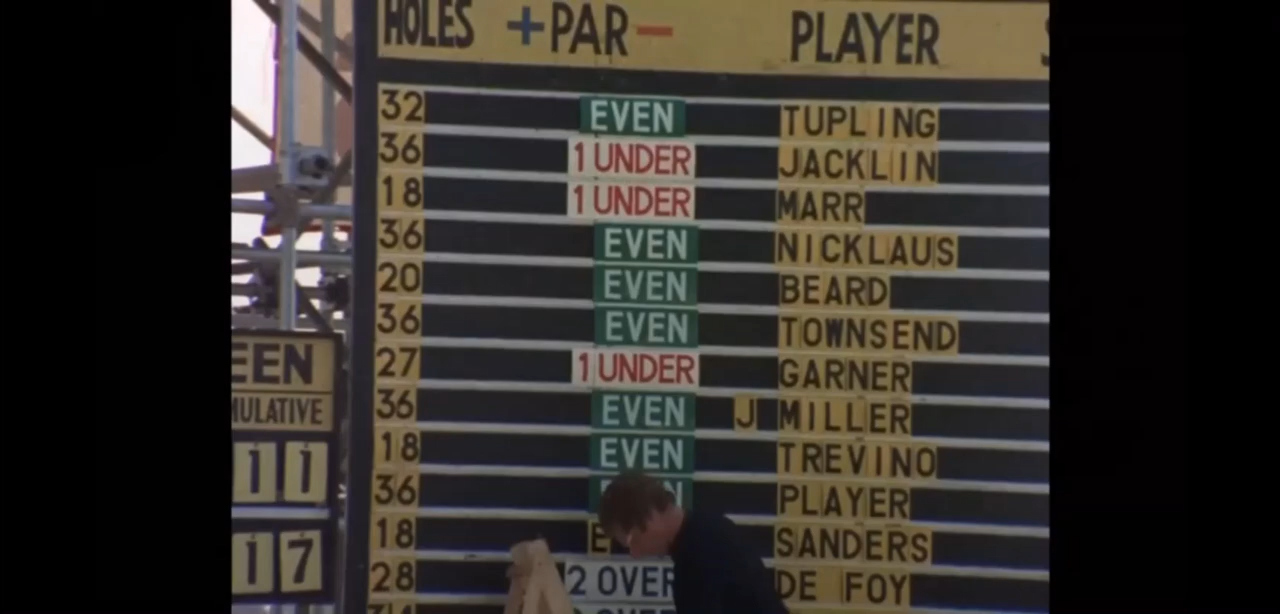 HOLES +PAR- PLAYER
32 EVEN TUPLING
36 1 UNDER JACKLIN
18 1 UNDER MARR
36 EVEN NICKLAUS
20 EVEN BEARD
36 EVEN TOWNSEND
27 1 UNDER GARNER
36 EVEN J MILLER
18 EVEN TREVINO
36 PLAYER
18 E SANDERS
28 2 OVER DE FOY
EEN
MULATIVE
11
17